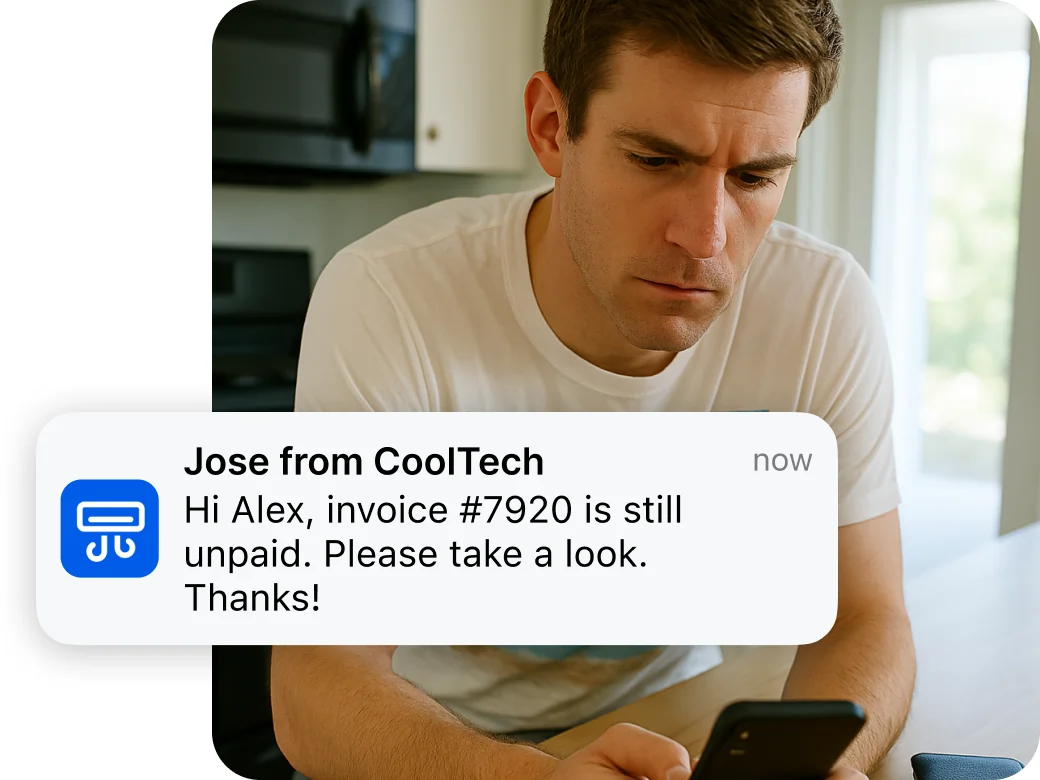 Jose from CoolTech
now
Hi Alex, invoice #7920 is still
unpaid. Please take a look.
Thanks!